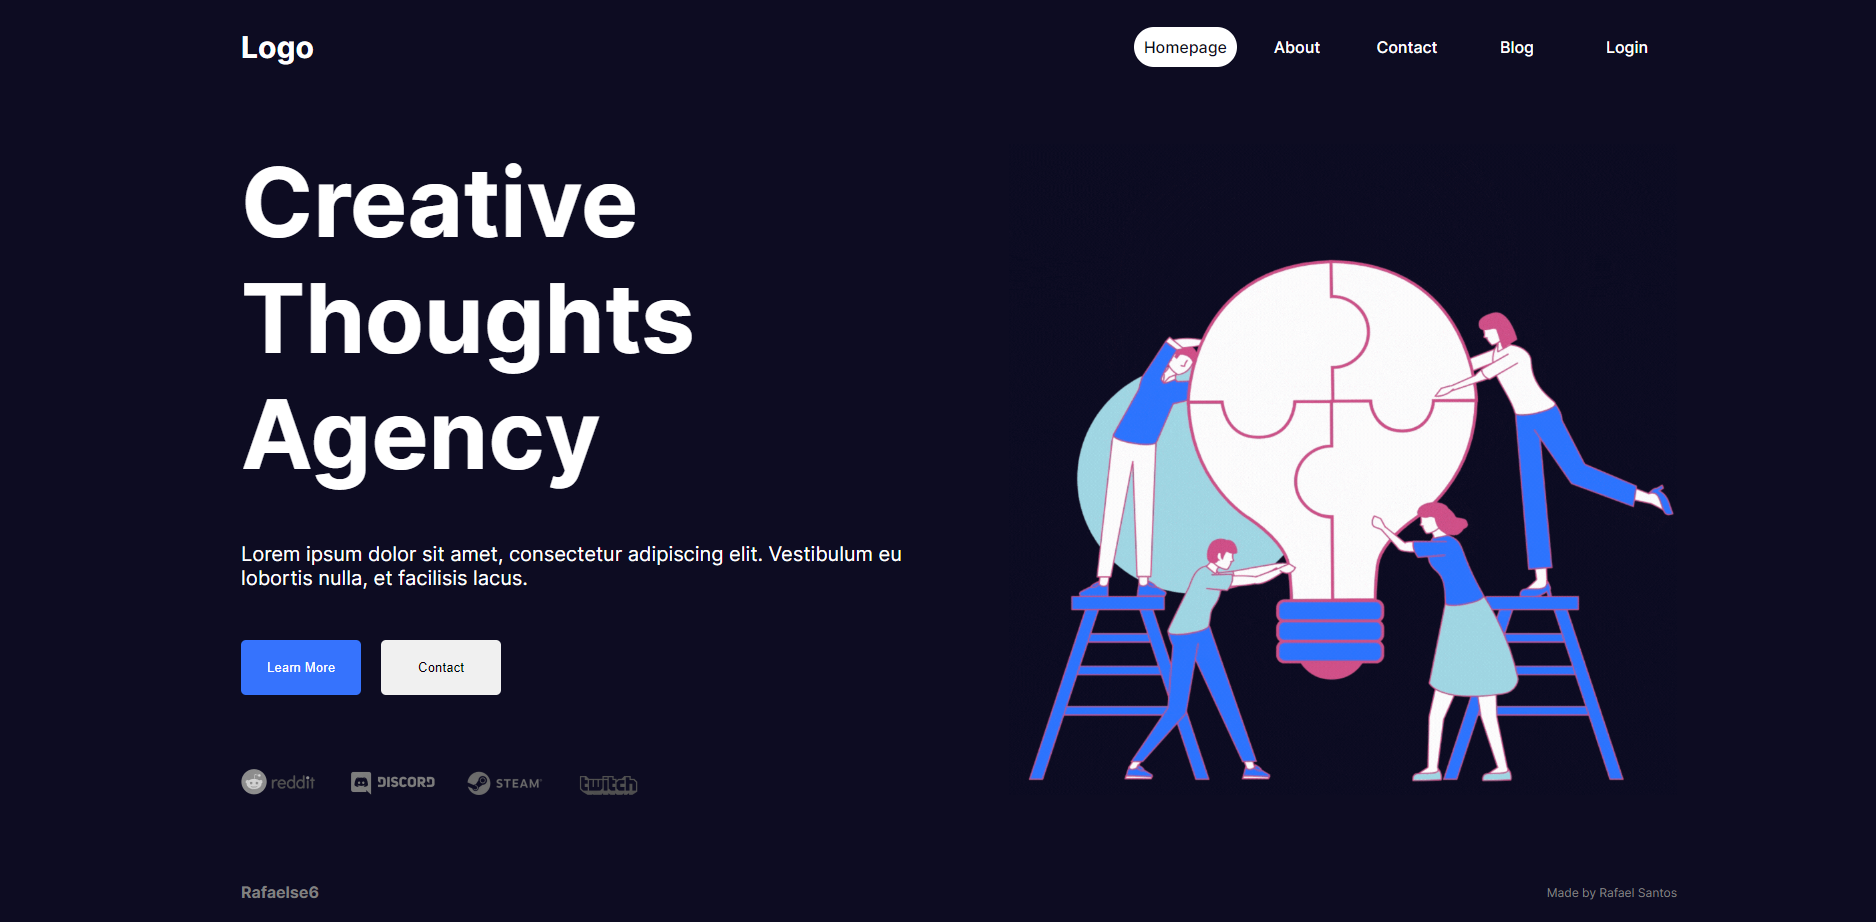 Logo
Homepage About Contact Blog Login
Creative
Thoughts
Agency
Lorem ipsum dolor sit amet, consectetur adipiscing elit. Vestibulum eu
lobortis nulla, et facilisis lacus.
Learn More Contact
reddit DISCORD STEAM twitch
Rafaelse6 Made by Rafael Santos